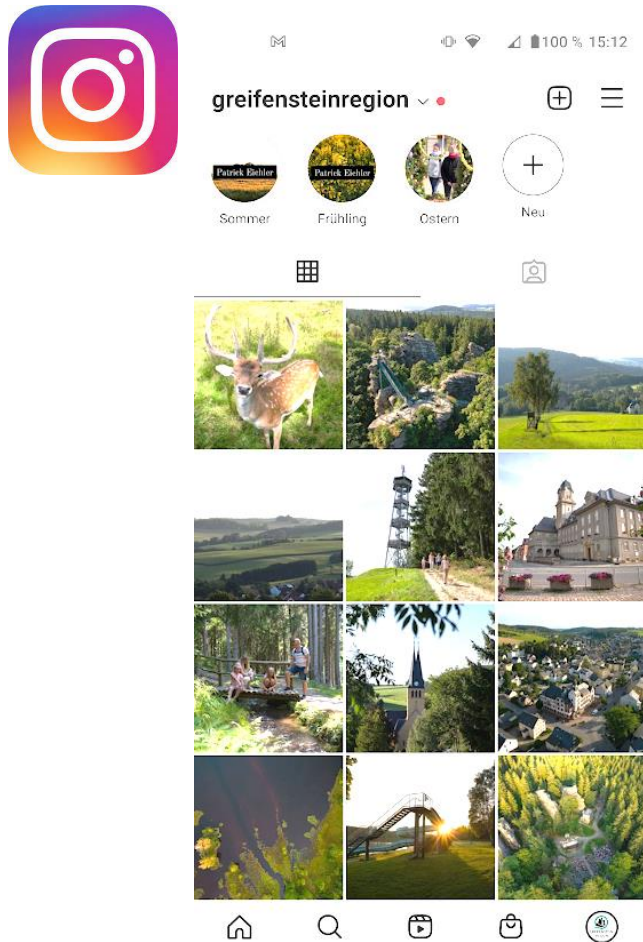 100 % 15:12
greifensteinregion
Patrick Eichler
Patrick Eichler
Sommer
Frühling
Ostern
Neu